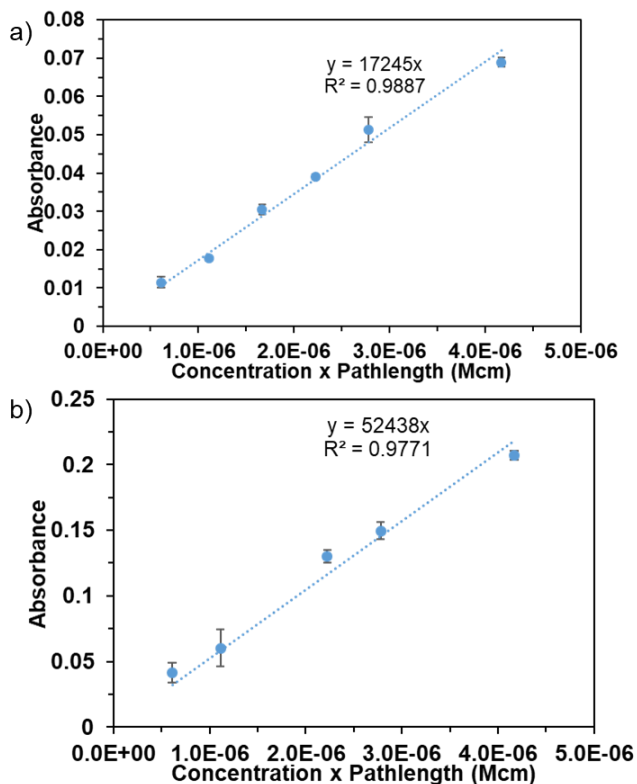 a)
0.08
0.07
0.06
0.05
0.04
0.03
0.02
0.01
0
Absorbance
y = 17245x
R² = 0.9887
0.0E+00 1.0E-06 2.0E-06 3.0E-06 4.0E-06 5.0E-06
Concentration x Pathlength (Mcm)
b)
0.25
0.2
0.15
0.1
0.05
0
Absorbance
y = 52438x
R² = 0.9771
0.0E+00 1.0E-06 2.0E-06 3.0E-06 4.0E-06 5.0E-06
Concentration x Pathlength (Mcm)